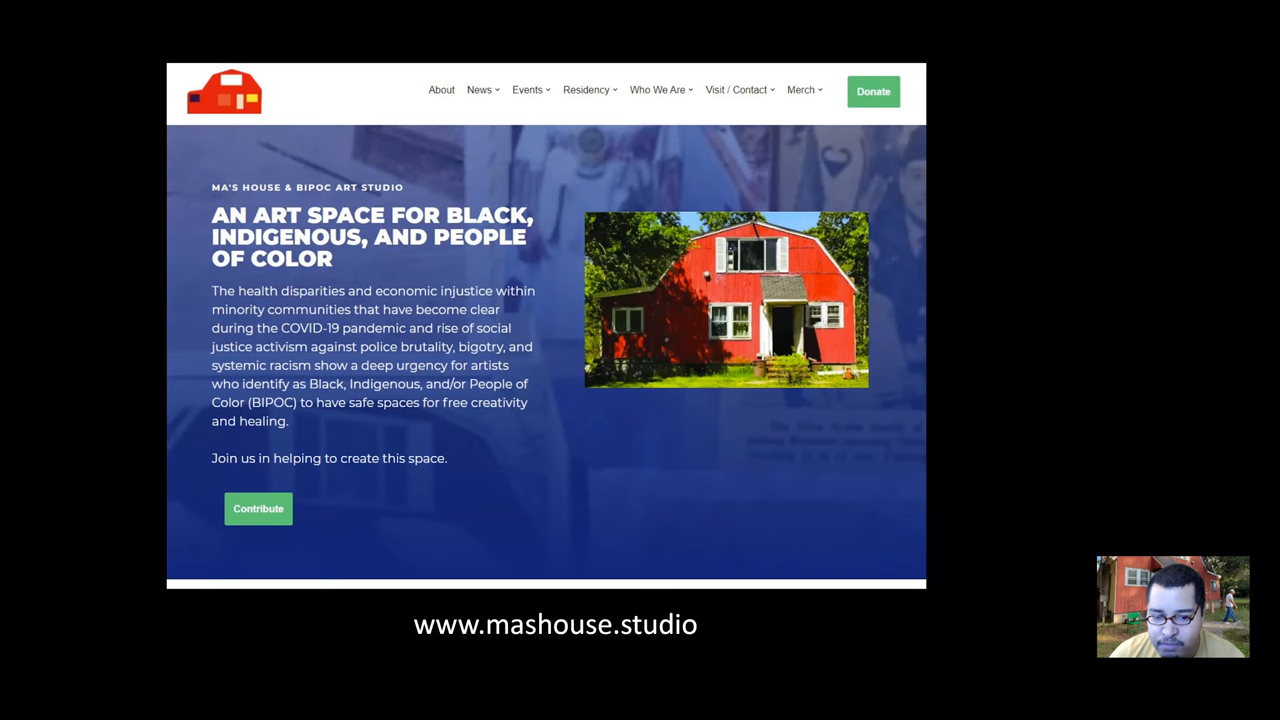 About News Events Residency Who We Are Visit / Contact Merch Donate
MA'S HOUSE & BIPOC ART STUDIO
AN ART SPACE FOR BLACK,
INDIGENOUS, AND PEOPLE
OF COLOR
The health disparities and economic injustice within
minority communities that have become clear
during the COVID-19 pandemic and rise of social
justice activism against police brutality, bigotry, and
systemic racism show a deep urgency for artists
who identify as Black, Indigenous, and/or People of
Color (BIPOC) to have safe spaces for free creativity
and healing.
Join us in helping to create this space.
Contribute
www.mashouse.studio